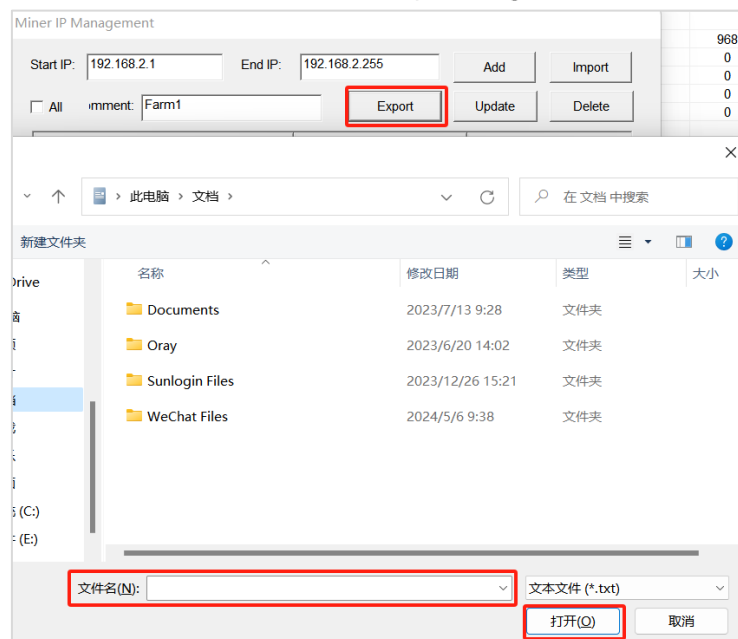 Miner IP Management
968
Start IP: 192.168.2.1 End IP: 192.168.2.255 Add Import
0
0
All mment: Farm1 Export Update Delete
0
0
此电脑 › 文档 › 在 文档 中搜索
新建文件夹
名称 修改日期 类型 大小
Drive
Documents 2023/7/13 9:28 文件夹
Oray 2023/6/20 14:02 文件夹
Sunlogin Files 2023/12/26 15:21 文件夹
WeChat Files 2024/5/6 9:38 文件夹
(C:)
(E:)
文件名(N): 文本文件 (*.txt)
打开(O) 取消